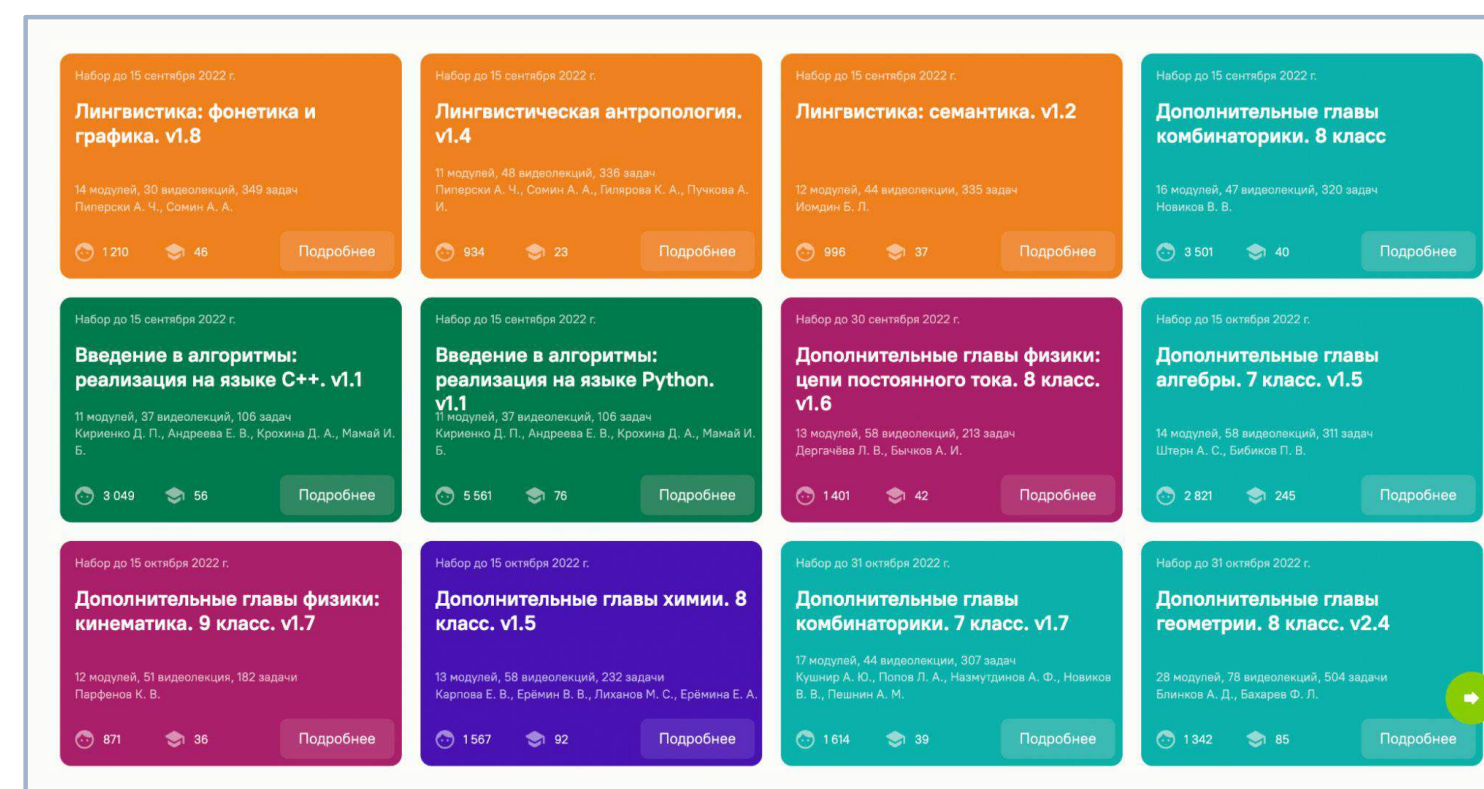 Набор до 15 сентября 2022 г.
Лингвистика: фонетика и
графика. v1.8
14 модулей, 30 видеолекций, 349 задач
Пиперски А. Ч., Сомин А. А.
1 210 46 Подробнее
Набор до 15 сентября 2022 г.
Лингвистическая антропология.
v1.4
11 модулей, 48 видеолекций, 336 задач
Пиперски А. Ч., Сомин А. А., Гилярова К. А., Пучкова А.
И.
934 23 Подробнее
Набор до 15 сентября 2022 г.
Лингвистика: семантика. v1.2
12 модулей, 44 видеолекции, 335 задач
Иомдин Б. Л.
996 37 Подробнее
Набор до 15 сентября 2022 г.
Дополнительные главы
комбинаторики. 8 класс
16 модулей, 47 видеолекций, 320 задач
Новиков В. В.
3 501 40 Подробнее
Набор до 15 сентября 2022 г.
Введение в алгоритмы:
реализация на языке C++. v1.1
11 модулей, 37 видеолекций, 106 задач
Кириенко Д. П., Андреева Е. В., Крохина Д. А., Мамай И.
Б.
3 049 56 Подробнее
Набор до 15 сентября 2022 г.
Введение в алгоритмы:
реализация на языке Python.
v1.1
11 модулей, 37 видеолекций, 106 задач
Кириенко Д. П., Андреева Е. В., Крохина Д. А., Мамай И.
Б.
5 561 76 Подробнее
Набор до 30 сентября 2022 г.
Дополнительные главы физики:
цепи постоянного тока. 8 класс.
v1.6
13 модулей, 58 видеолекций, 213 задач
Дергачёва Л. В., Бычков А. И.
1 401 42 Подробнее
Набор до 15 октября 2022 г.
Дополнительные главы
алгебры. 7 класс. v1.5
14 модулей, 58 видеолекций, 311 задач
Штерн А. С., Бибиков П. В.
2 821 245 Подробнее
Набор до 15 октября 2022 г.
Дополнительные главы физики:
кинематика. 9 класс. v1.7
12 модулей, 51 видеолекция, 182 задачи
Парфенов К. В.
871 36 Подробнее
Набор до 15 октября 2022 г.
Дополнительные главы химии. 8
класс. v1.5
13 модулей, 58 видеолекций, 232 задачи
Карпова Е. В., Ерёмин В. В., Лиханов М. С., Ерёмина Е. А.
1 567 92 Подробнее
Набор до 31 октября 2022 г.
Дополнительные главы
комбинаторики. 7 класс. v1.7
17 модулей, 44 видеолекции, 307 задач
Кушнир А. Ю., Попов Л. А., Назмутдинов А. Ф., Новиков
В. В., Пешнин А. М.
1 614 39 Подробнее
Набор до 31 октября 2022 г.
Дополнительные главы
геометрии. 8 класс. v2.4
28 модулей, 78 видеолекций, 504 задачи
Блинков А. Д., Бахарев Ф. Л.
1 342 85 Подробнее